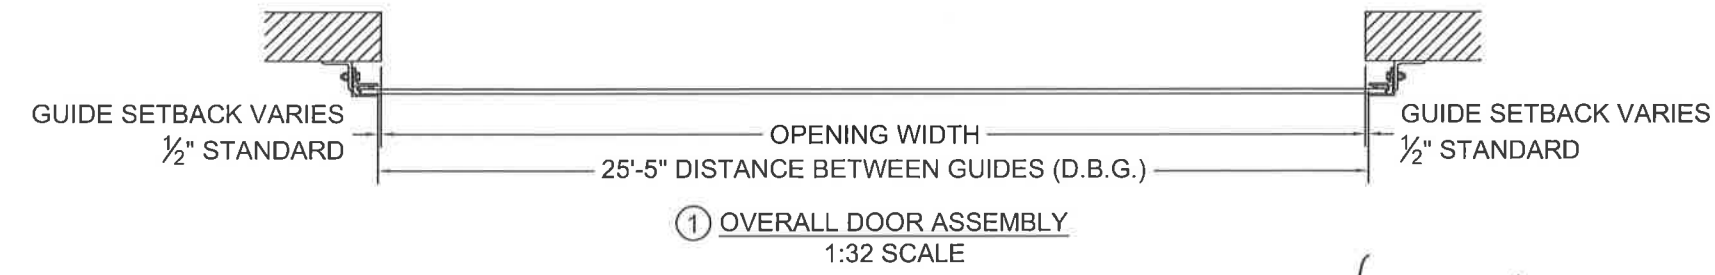 GUIDE SETBACK VARIES
½" STANDARD
OPENING WIDTH
25'-5" DISTANCE BETWEEN GUIDES (D.B.G.)
GUIDE SETBACK VARIES
½" STANDARD
1 OVERALL DOOR ASSEMBLY
1:32 SCALE